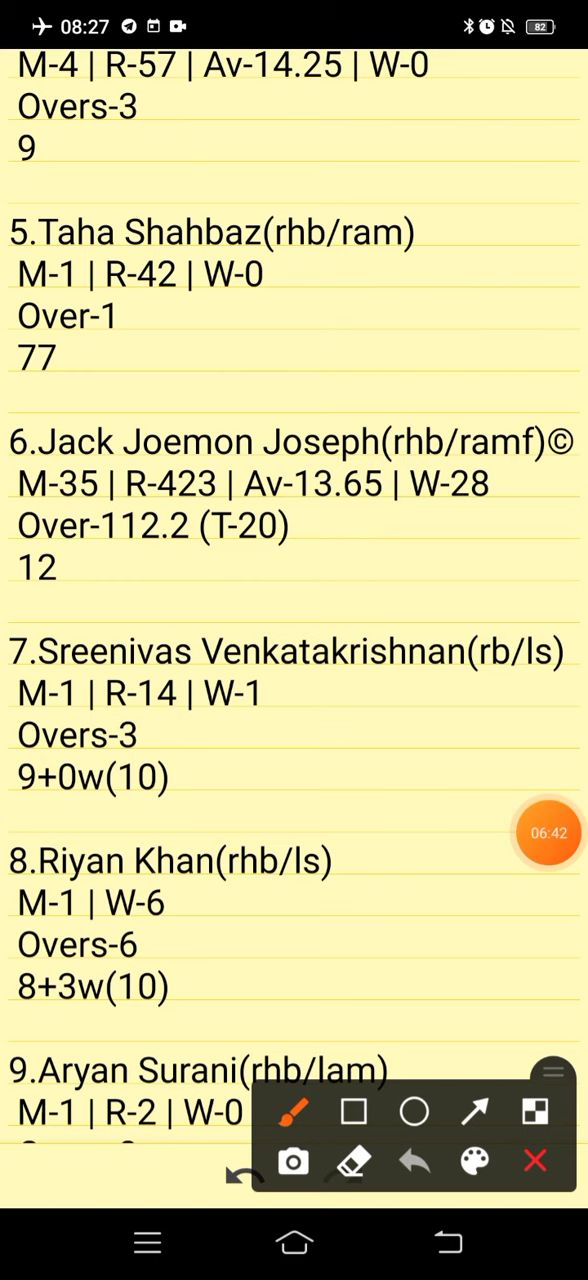 08:27
82
M-4 | R-57 | Av-14.25 | W-0
Overs-3
9
5.Taha Shahbaz(rhb/ram)
M-1 | R-42 | W-0
Over-1
77
6.Jack Joemon Joseph(rhb/ramf)©
M-35 | R-423 | Av-13.65 | W-28
Over-112.2 (T-20)
12
7.Sreenivas Venkatakrishnan(rb/ls)
M-1 | R-14 | W-1
Overs-3
9+0w(10)
06:42
8.Riyan Khan(rhb/ls)
M-1 | W-6
Overs-6
8+3w(10)
9.Aryan Surani(rhb/lam)
M-1 | R-2 | W-0